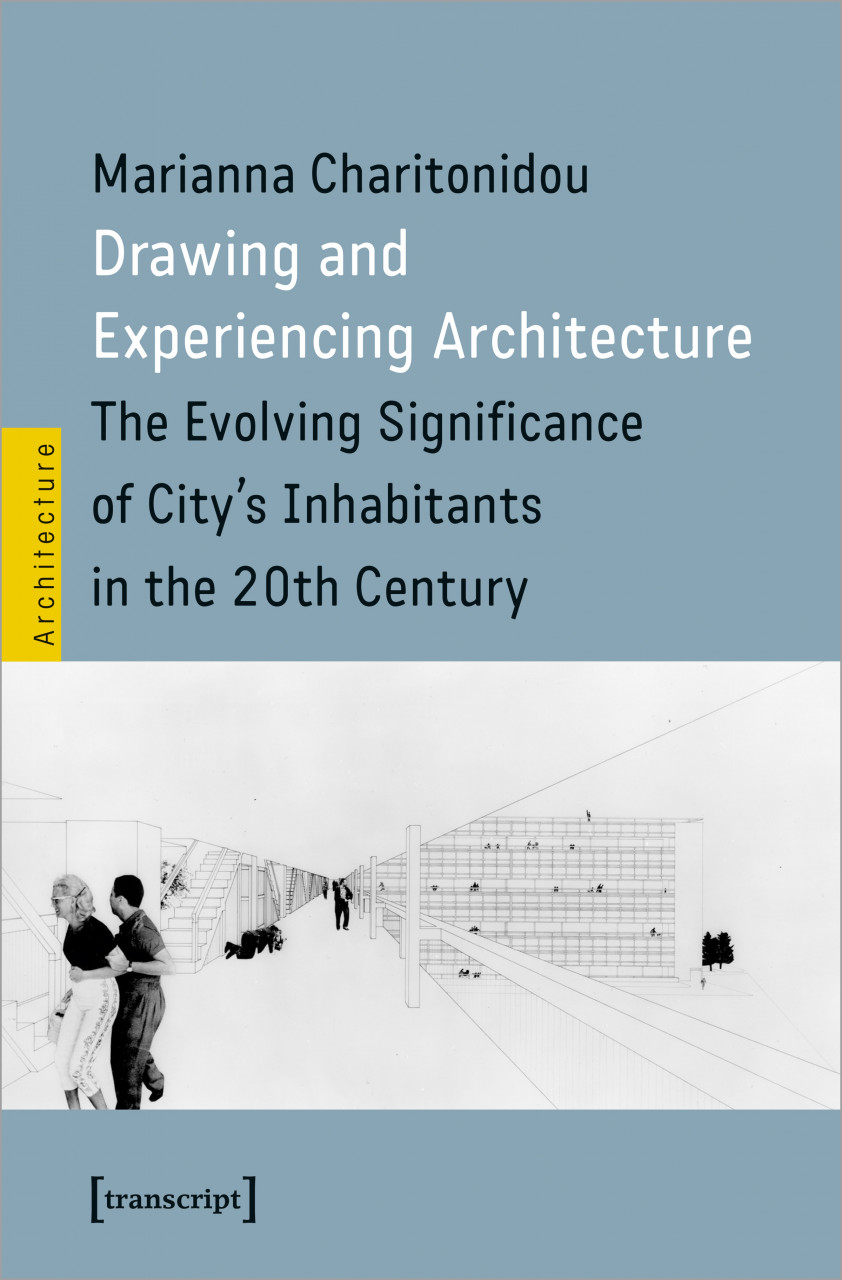 Marianna Charitonidou
Drawing and
Experiencing Architecture
The Evolving Significance
of City’s Inhabitants
in the 20th Century
Architecture
[transcript]